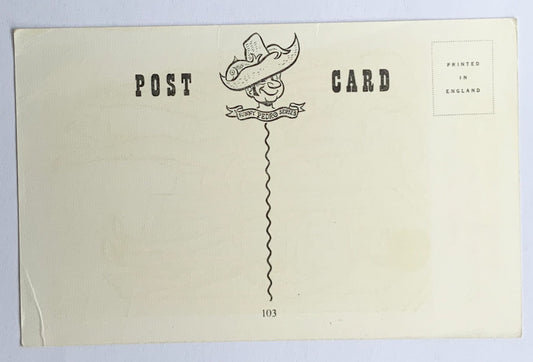 POST CARD
SUNNY PEDRO SERIES
PRINTED
IN
ENGLAND
103